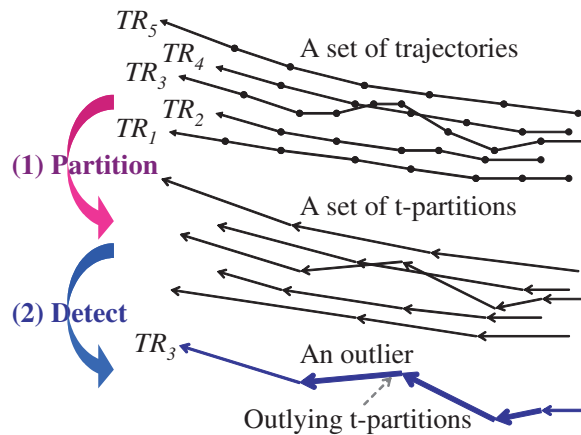 TR5
A set of trajectories
TR4
TR3
TR2
TR1
(1) Partition
A set of t-partitions
(2) Detect
TR3
An outlier
Outlying t-partitions